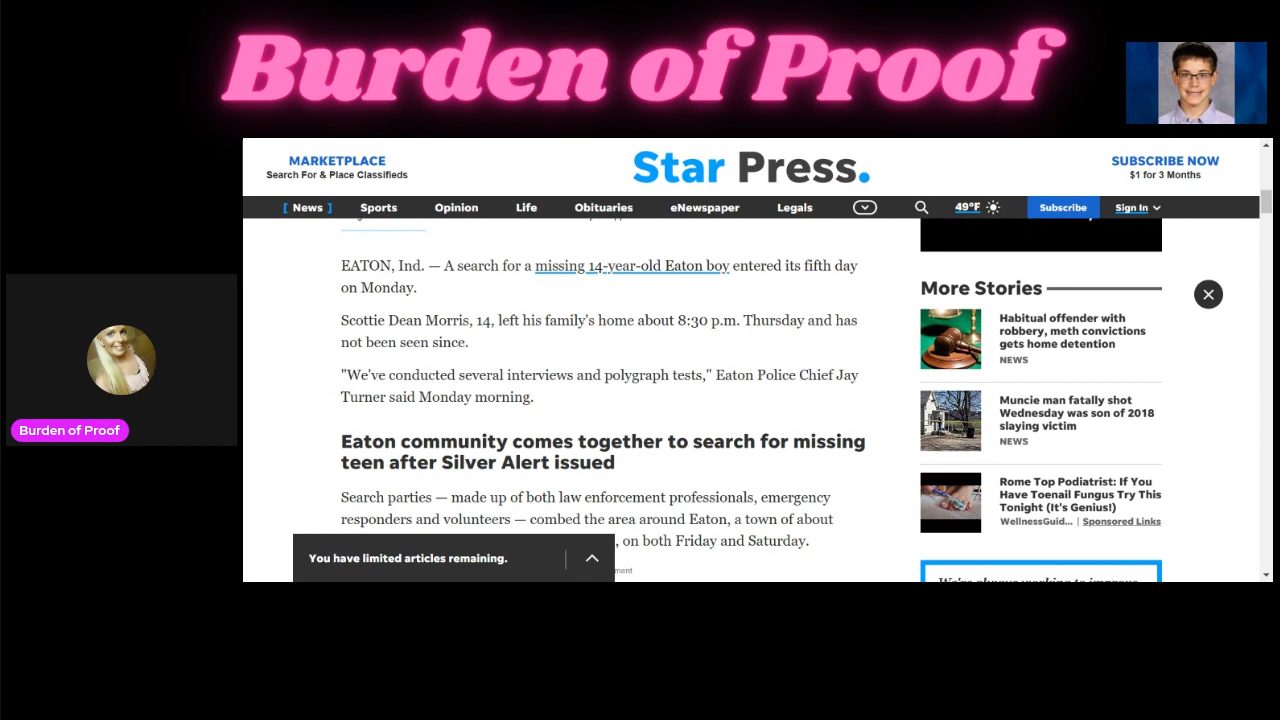 Burden of Proof
MARKETPLACE
Search For & Place Classifieds
Star Press.
SUBSCRIBE NOW
$1 for 3 Months
[ News ] Sports Opinion Life Obituaries eNewspaper Legals 49°F Subscribe Sign In
EATON, Ind. — A search for a missing 14-year-old Eaton boy entered its fifth day
on Monday.
Scottie Dean Morris, 14, left his family's home about 8:30 p.m. Thursday and has
not been seen since.
"We've conducted several interviews and polygraph tests," Eaton Police Chief Jay
Turner said Monday morning.
Eaton community comes together to search for missing
teen after Silver Alert issued
Search parties — made up of both law enforcement professionals, emergency
responders and volunteers — combed the area around Eaton, a town of about
, on both Friday and Saturday.
You have limited articles remaining.
More Stories
Habitual offender with
robbery, meth convictions
gets home detention
NEWS
Muncie man fatally shot
Wednesday was son of 2018
slaying victim
NEWS
Rome Top Podiatrist: If You
Have Toenail Fungus Try This
Tonight (It's Genius!)
WellnessGuid... | Sponsored Links
We're always working to improve
Burden of Proof